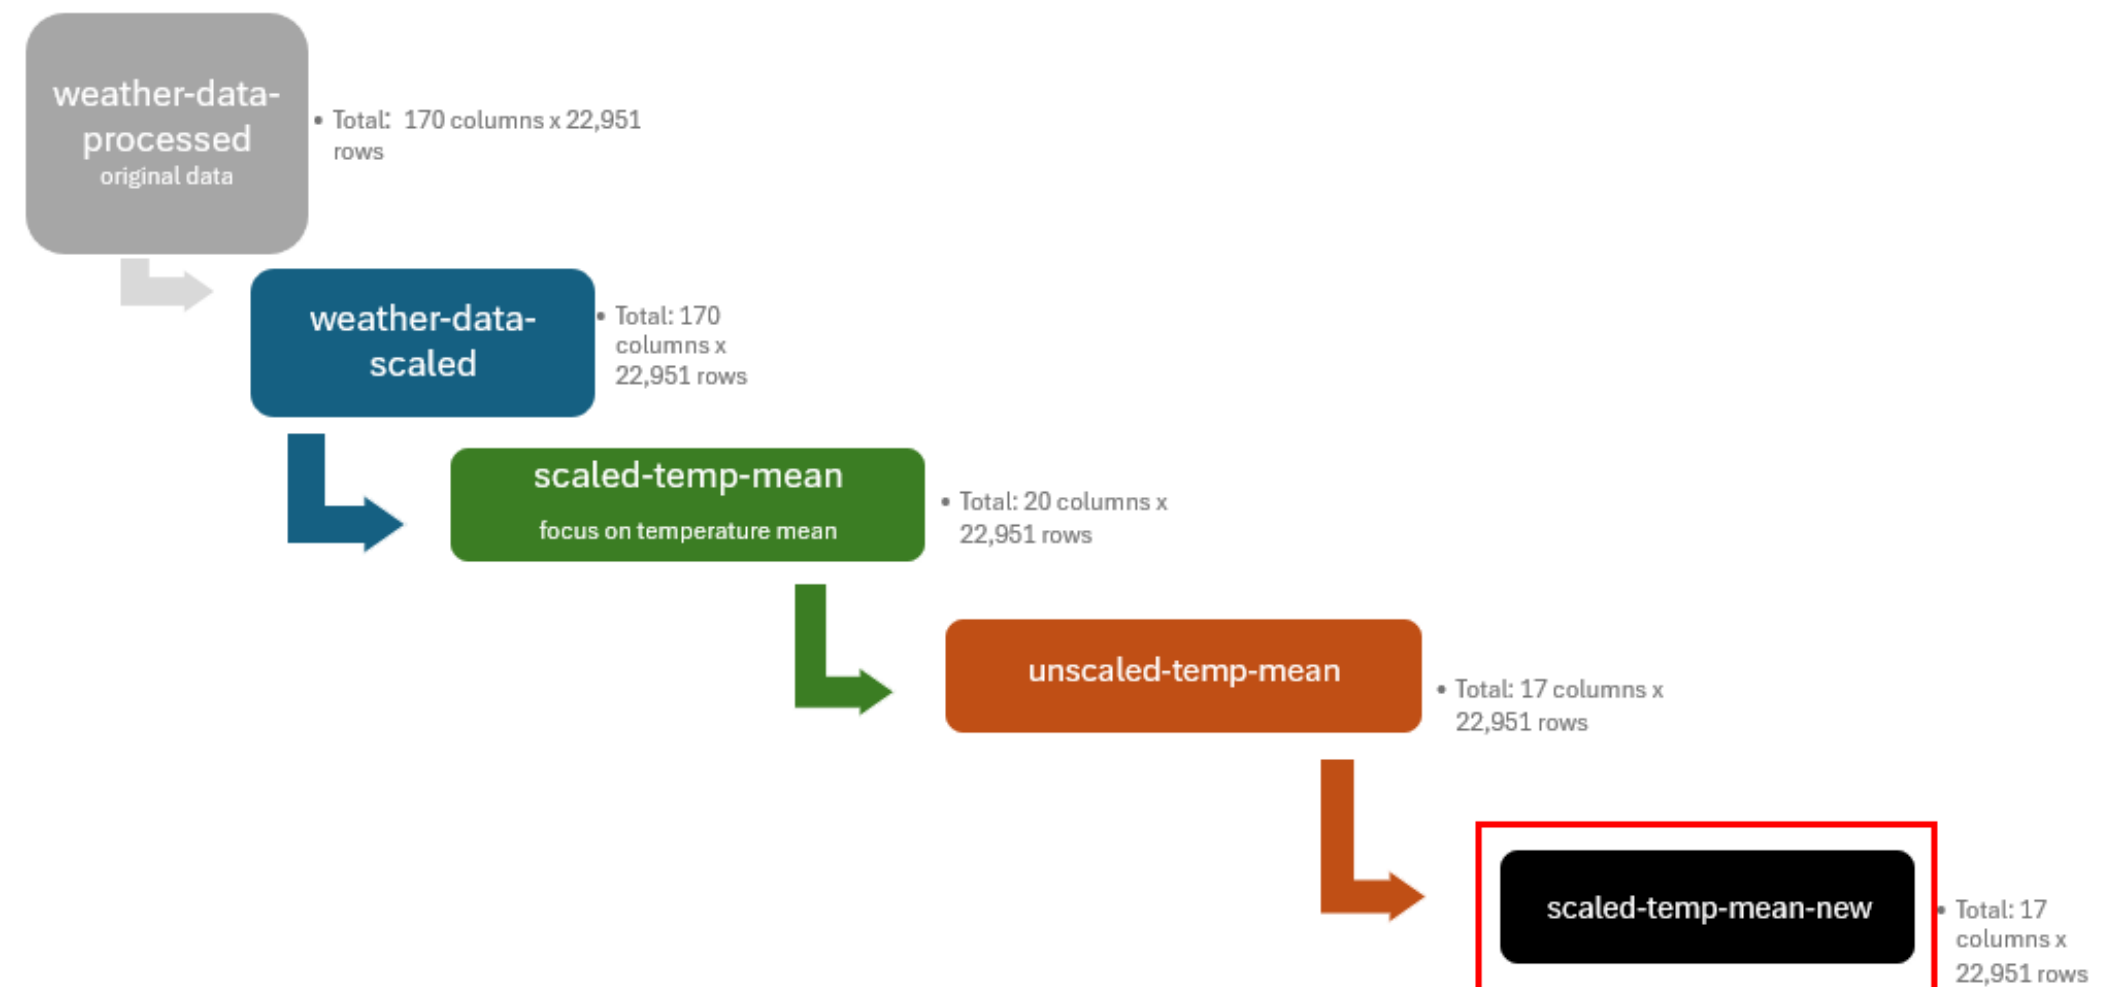 weather-data-
processed
original data
• Total:  170 columns x 22,951
rows
weather-data-
scaled
• Total: 170
columns x
22,951 rows
scaled-temp-mean
focus on temperature mean
• Total: 20 columns x
22,951 rows
unscaled-temp-mean
• Total: 17 columns x
22,951 rows
scaled-temp-mean-new
• Total: 17
columns x
22,951 rows